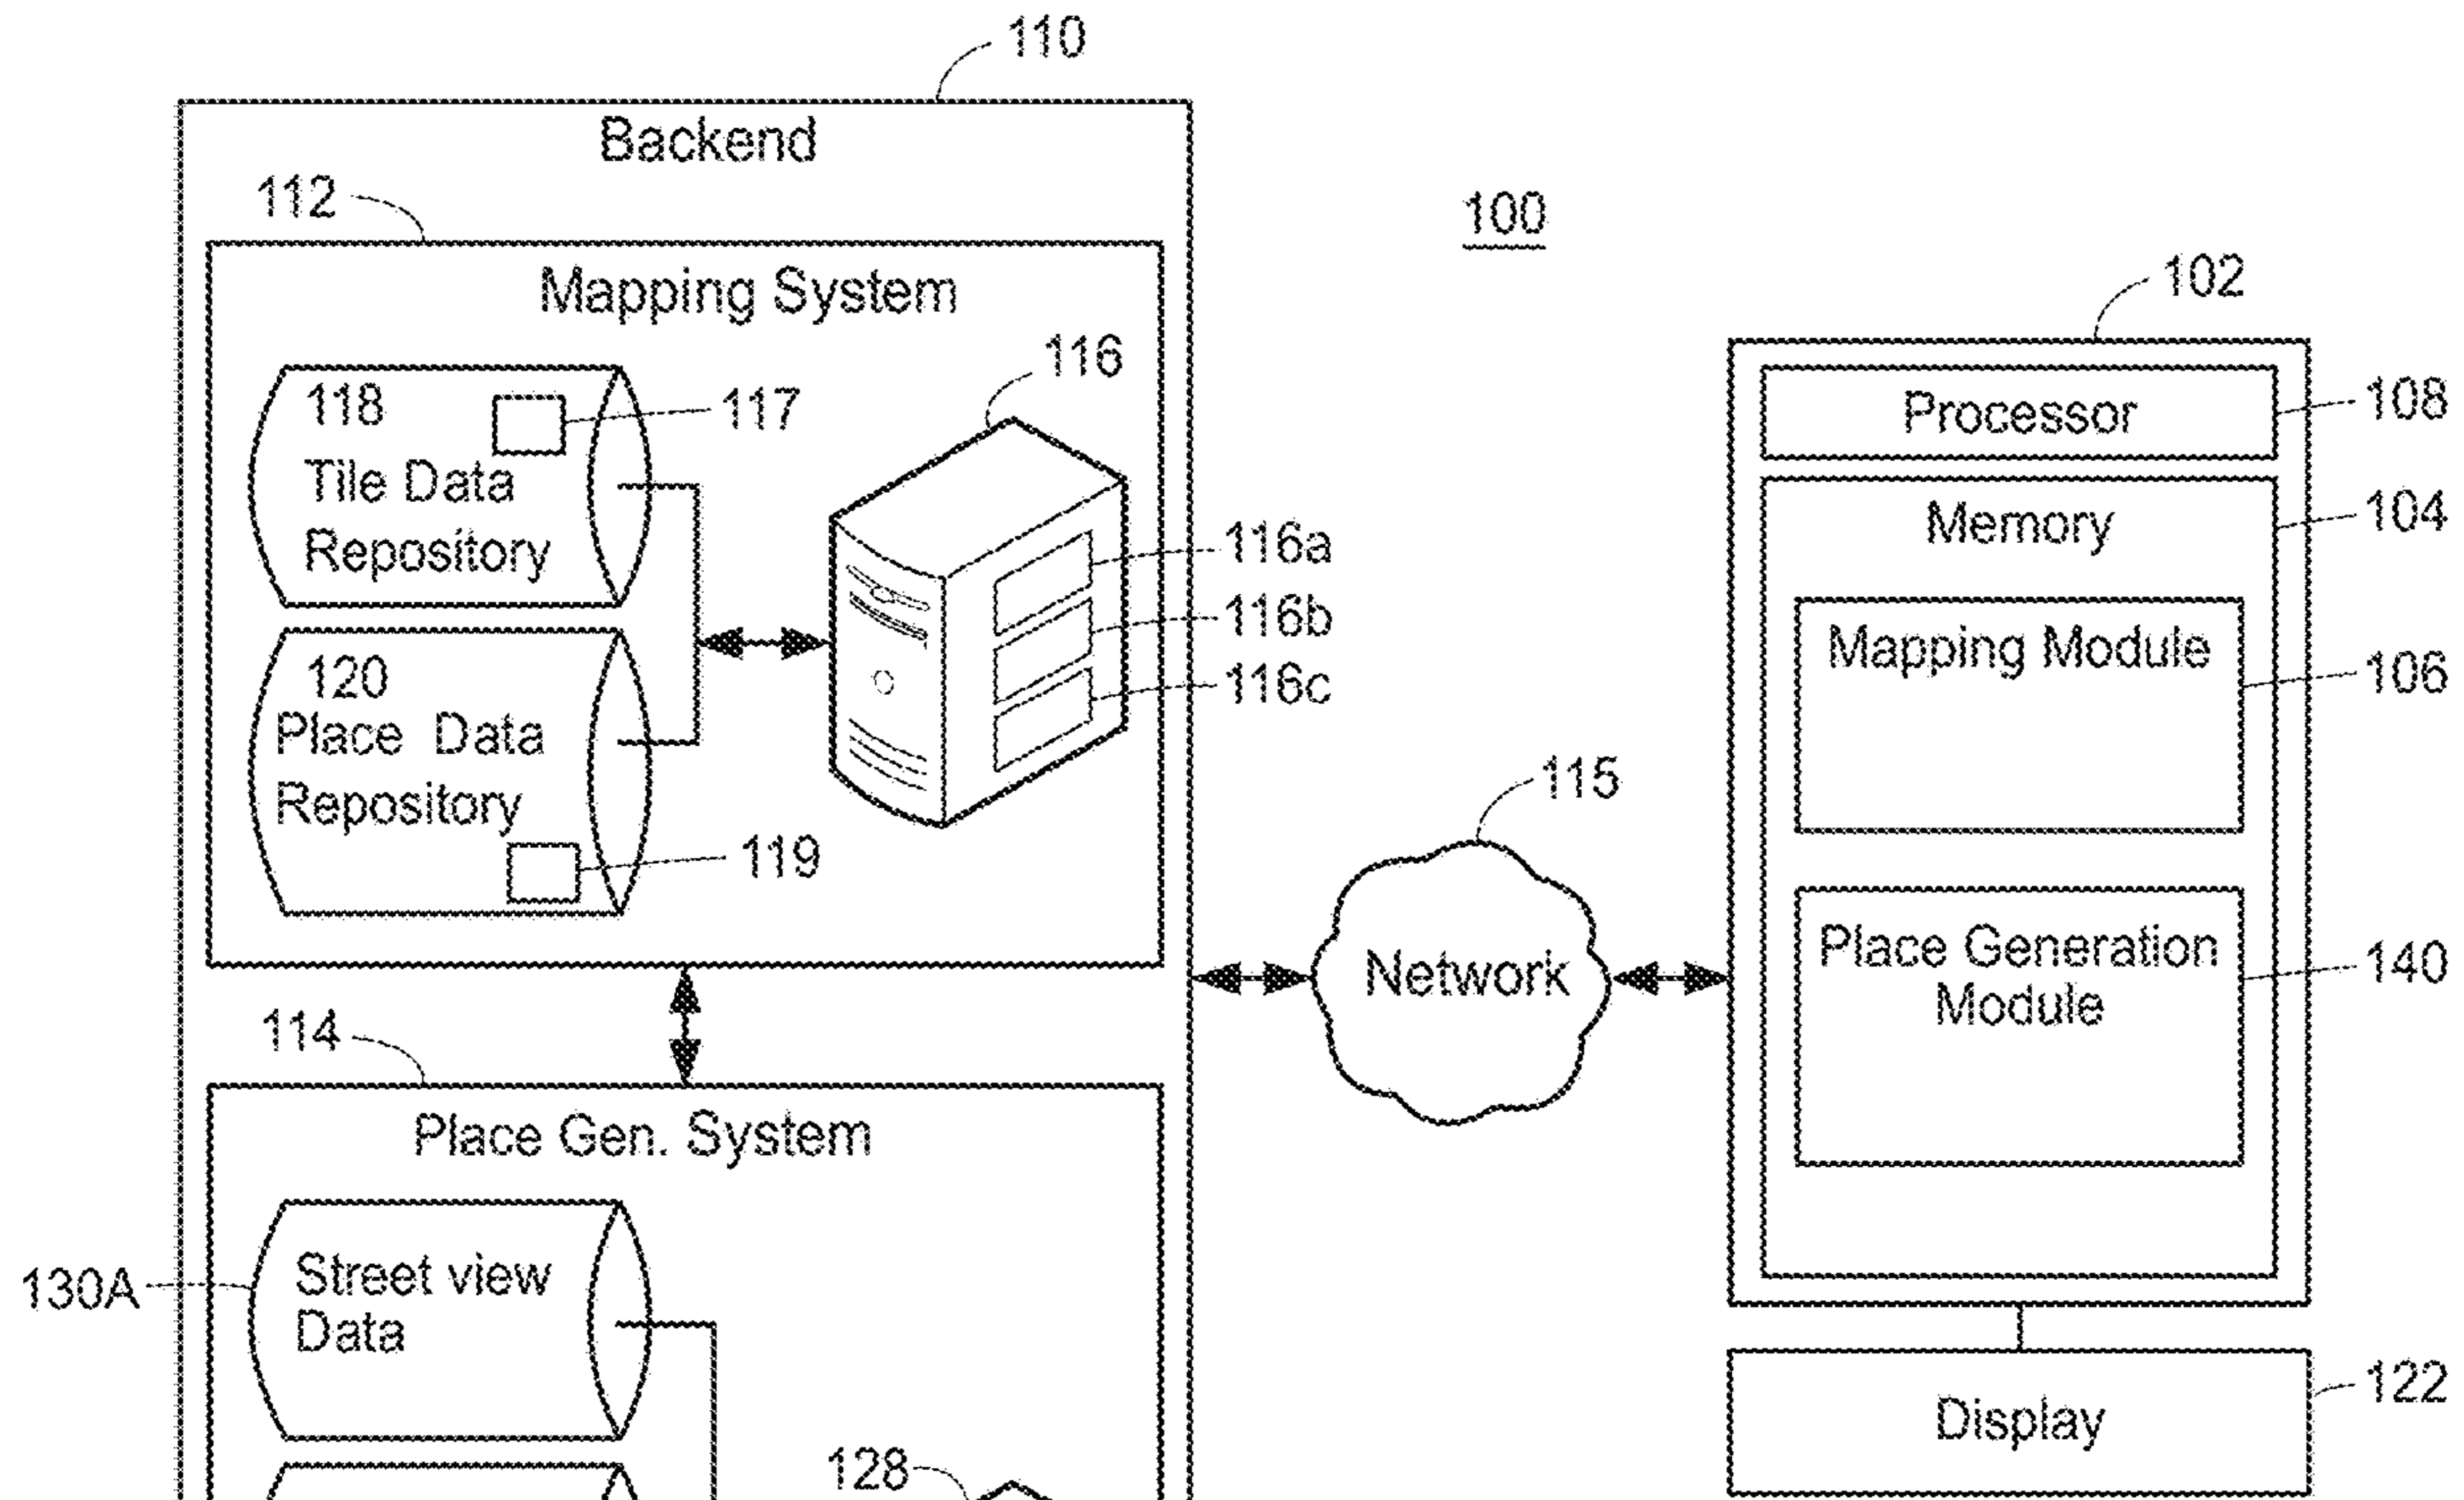 110
Backend
112
100
Mapping System
102
116
118
117
Processor
108
Tile Data
Repository
104
Memory
116a
116b
116c
Mapping Module
106
120
Place Data
Repository
119
115
Network
Place Generation
Module
140
114
Place Gen. System
130A
Street view
Data
122
Display
128